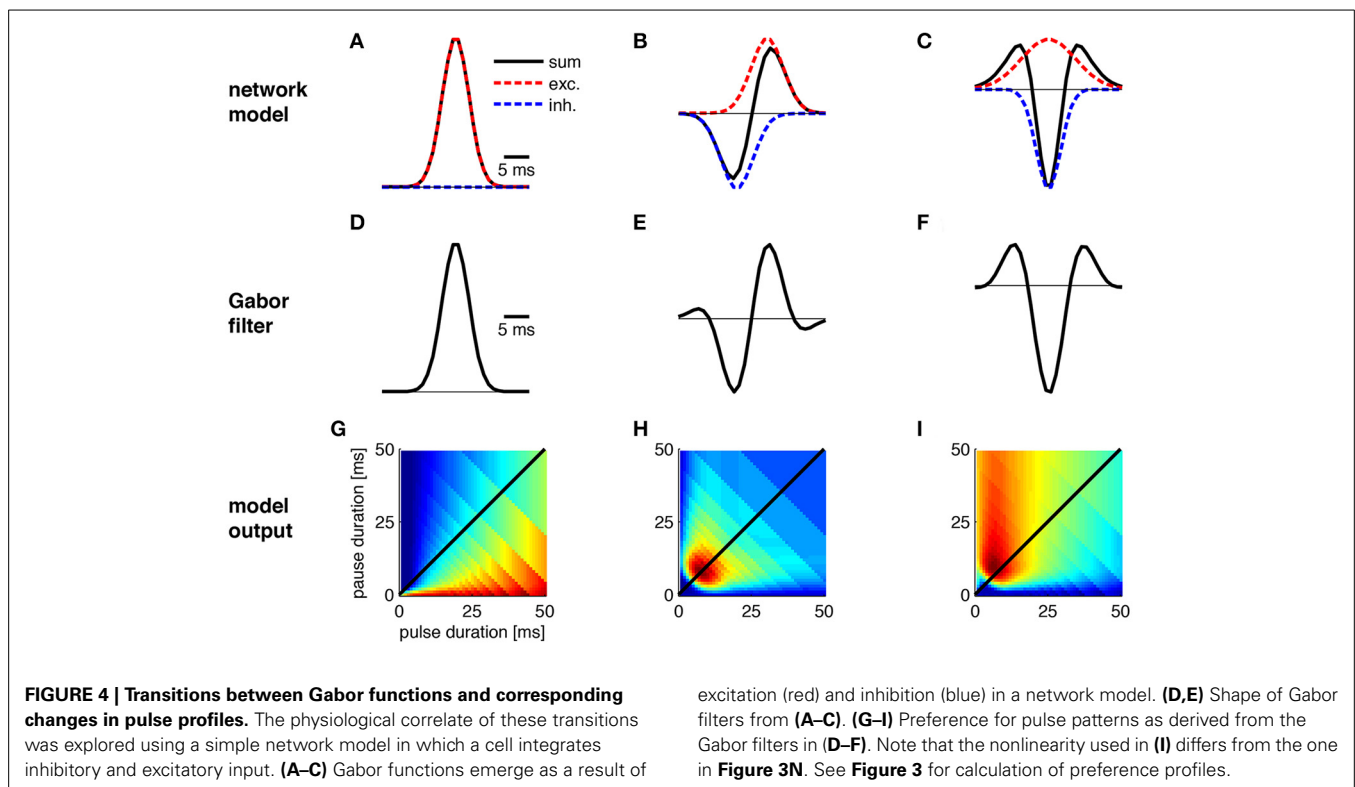 A
B
C
network
model
sum
exc.
inh.
5 ms
D
E
F
Gabor
filter
5 ms
G
H
I
model
output
pause duration [ms]
50
25
0
0
25
50
pulse duration [ms]
50
25
0
0
25
50
50
25
0
0
25
50
FIGURE 4 | Transitions between Gabor functions and corresponding
changes in pulse profiles. The physiological correlate of these transitions
was explored using a simple network model in which a cell integrates
inhibitory and excitatory input. (A–C) Gabor functions emerge as a result of
excitation (red) and inhibition (blue) in a network model. (D,E) Shape of Gabor
filters from (A–C). (G–I) Preference for pulse patterns as derived from the
Gabor filters in (D–F). Note that the nonlinearity used in (I) differs from the one
in Figure 3N. See Figure 3 for calculation of preference profiles.